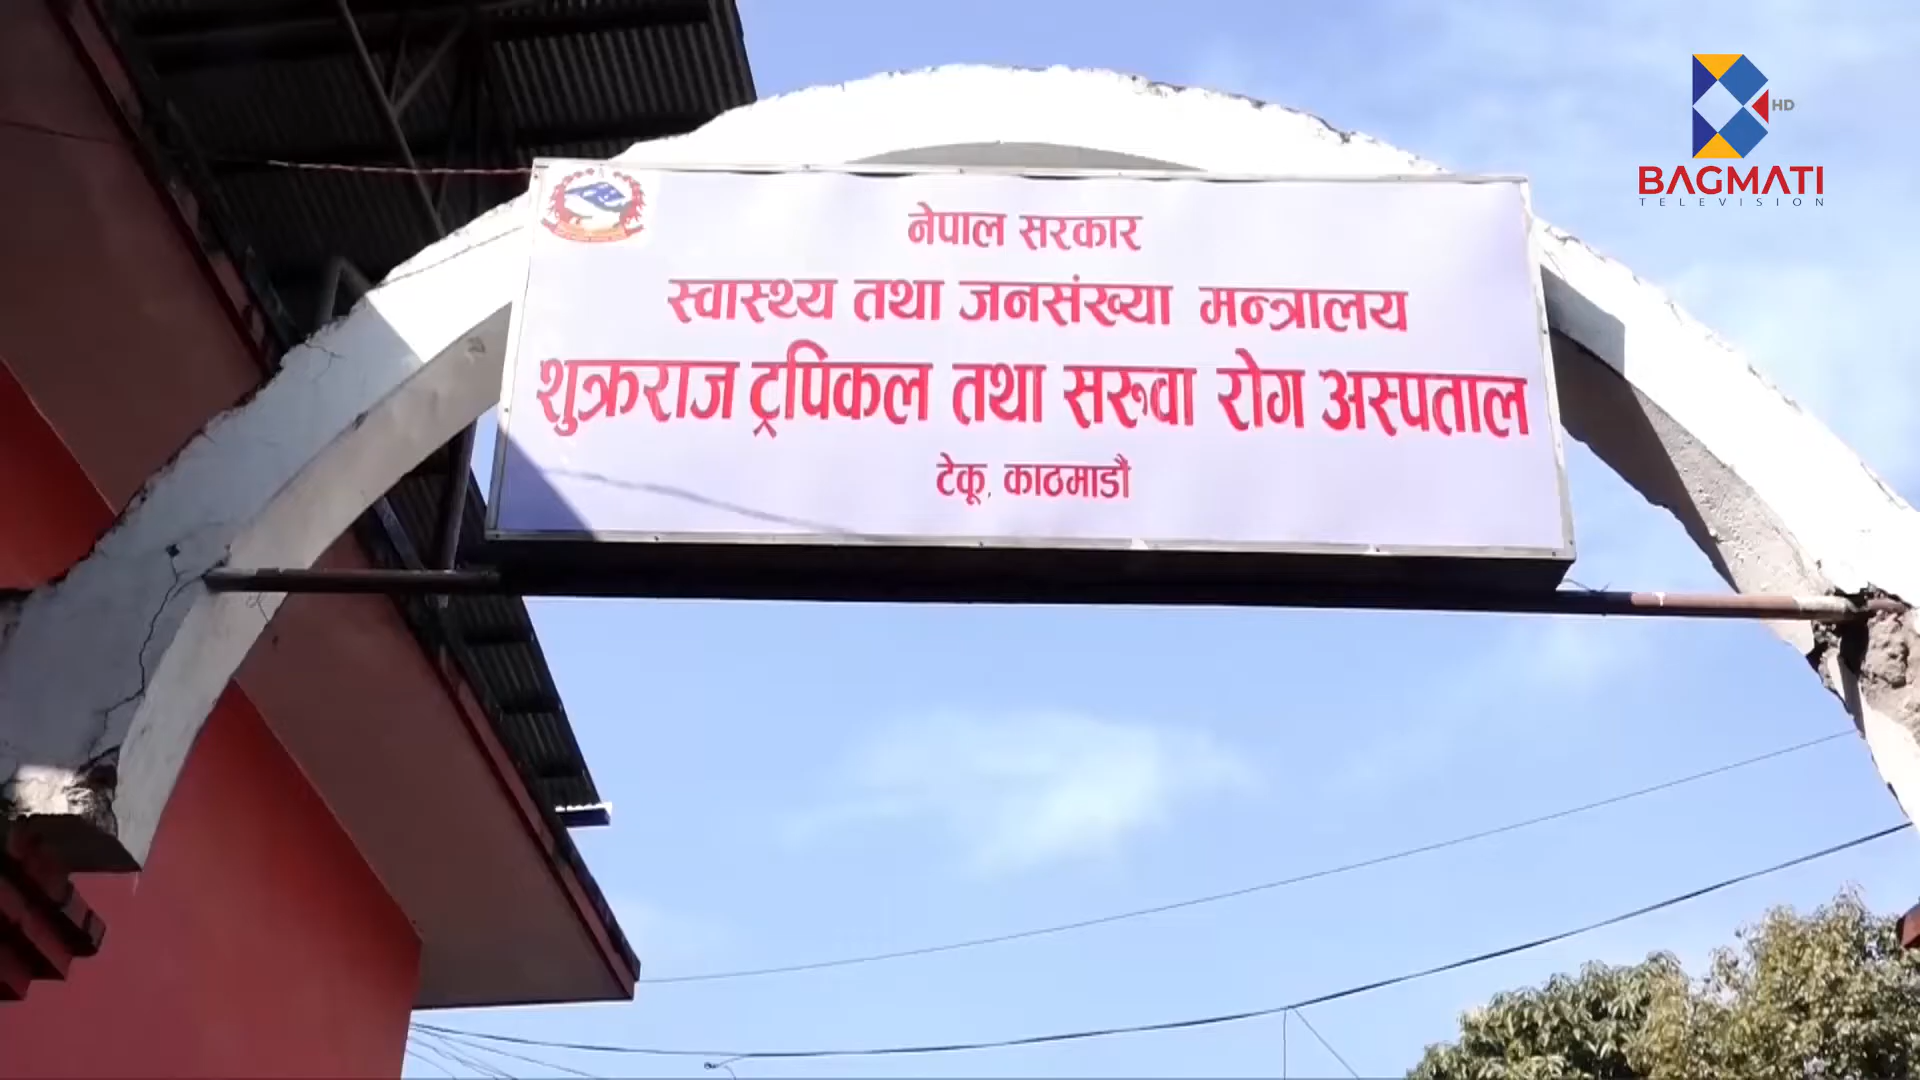 नेपाल सरकार
स्वास्थ्य तथा जनसंख्या मन्त्रालय
शुक्रराज ट्रपिकल तथा सरुवा रोग अस्पताल
टेकू, काठमाडौं
HD
BAGMATI
TELEVISION